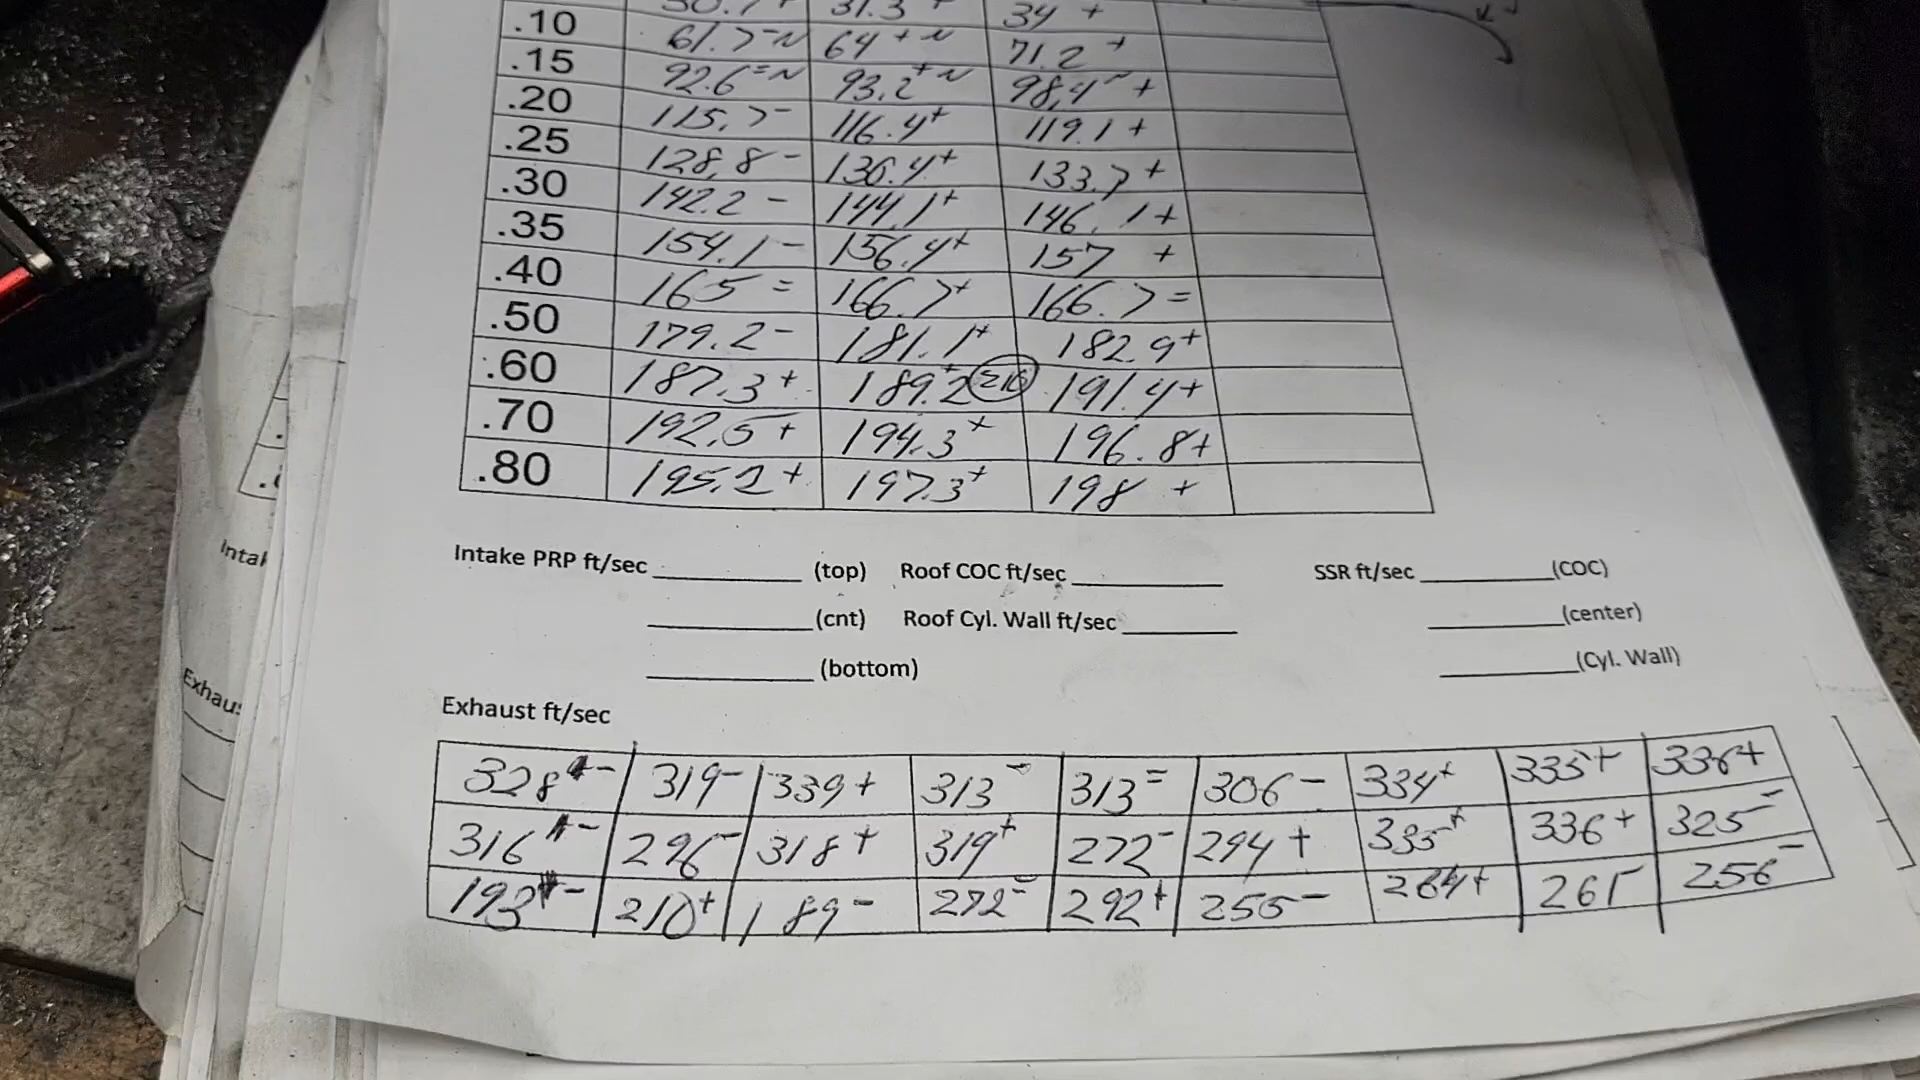 .10 61.7-~ 64+~ 71.2+
.15 92.6=~ 93.2+~ 98.4~+
.20 115.7- 116.4+ 119.1+
.25 128.8- 136.4+ 133.7+
.30 142.2- 144.1+ 146.1+
.35 154.1- 156.4+ 157+
.40 165= 166.7+ 166.7=
.50 179.2- 181.1+ 182.9+
.60 187.3+ 189.2+ 216 191.4+
.70 192.5+ 194.3+ 196.8+
.80 195.2+ 197.3+ 198+
Intake PRP ft/sec (top) Roof COC ft/sec SSR ft/sec (COC)
(cnt) Roof Cyl. Wall ft/sec (center)
(bottom) (Cyl. Wall)
Exhaust ft/sec
328- 319- 339+ 313- 313= 306- 334+ 335+ 336+
316- 296- 318+ 319+ 272- 294+ 335+ 336+ 325-
193- 210+ 189- 272- 292+ 255- 264+ 261- 256-